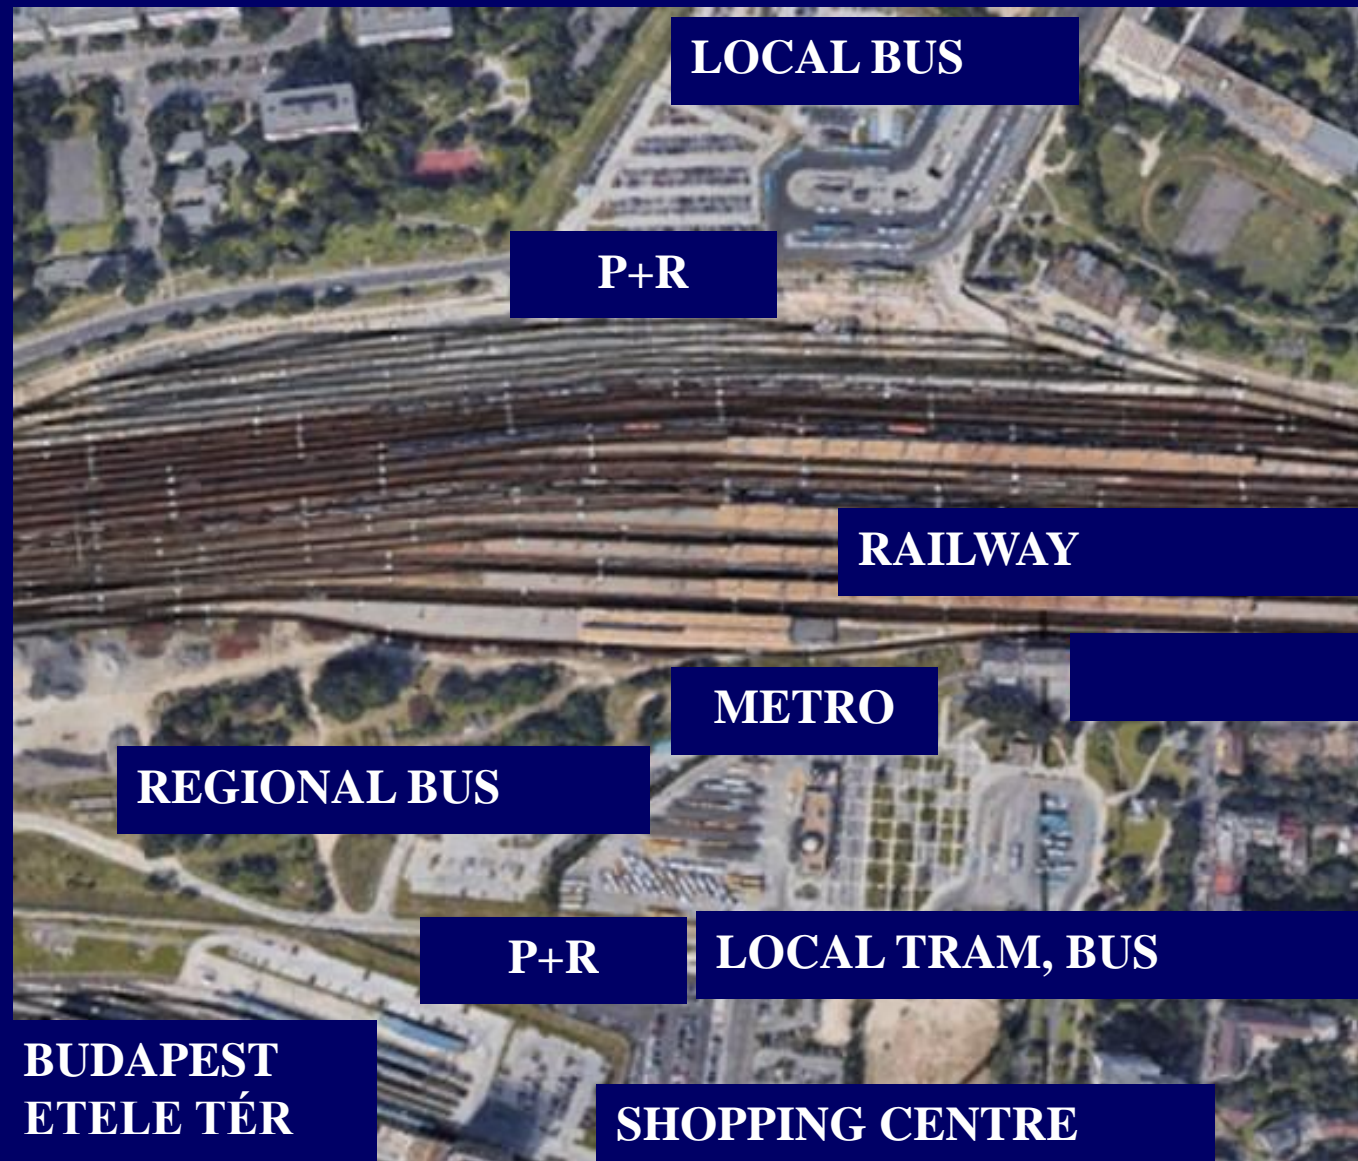 LOCAL BUS
P+R
RAILWAY
METRO
REGIONAL BUS
P+R
LOCAL TRAM, BUS
BUDAPEST
ETELE TÉR
SHOPPING CENTRE